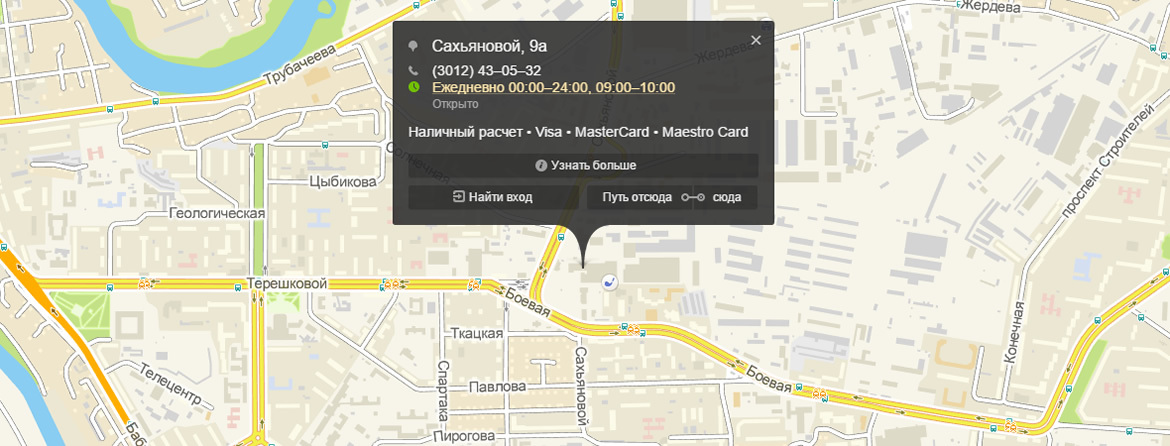 Жердева
Сахьяновой, 9а
Жердева
Трубачеева
(3012) 43–05–32
Ежедневно 00:00–24:00, 09:00–10:00
Открыто
Наличный расчет • Visa • MasterCard • Maestro Card
Солнечная
Узнать больше
проспект Строителей
Цыбикова
Найти вход
Путь отсюда
сюда
Геологическая
Терешковой
Боевая
Ткацкая
Конечная
Сахьяновой
Телецентр
Спартака
Павлова
Боевая
Пирогова